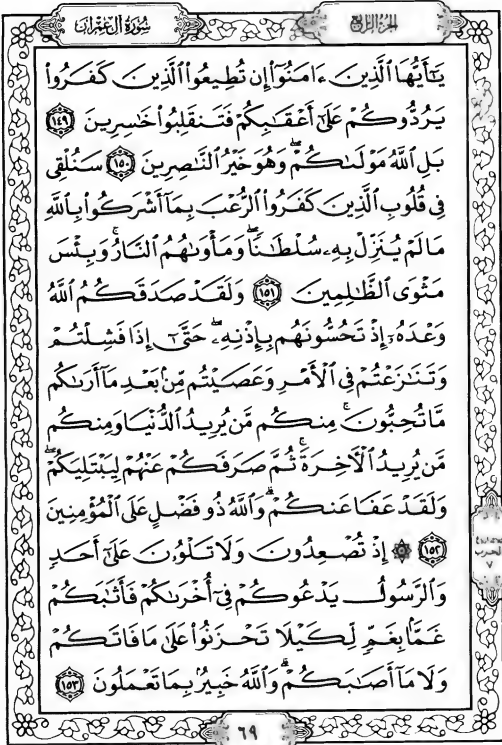 سُورَةُ آلِ عِمْرَان
الجُزْءُ الرَّابِعُ
يَـٰٓأَيُّهَا ٱلَّذِينَ ءَامَنُوٓا۟ إِن تُطِيعُوا۟ ٱلَّذِينَ كَفَرُوا۟
يَرُدُّوكُمْ عَلَىٰٓ أَعْقَـٰبِكُمْ فَتَنقَلِبُوا۟ خَـٰسِرِينَ ١٤٩
بَلِ ٱللَّهُ مَوْلَىٰكُمْ ۖ وَهُوَ خَيْرُ ٱلنَّـٰصِرِينَ ١٥٠ سَنُلْقِى
فِى قُلُوبِ ٱلَّذِينَ كَفَرُوا۟ ٱلرُّعْبَ بِمَآ أَشْرَكُوا۟ بِٱللَّهِ
مَا لَمْ يُنَزِّلْ بِهِۦ سُلْطَـٰنًا ۖ وَمَأْوَىٰهُمُ ٱلنَّارُ ۚ وَبِئْسَ
مَثْوَى ٱلظَّـٰلِمِينَ ١٥١ وَلَقَدْ صَدَقَكُمُ ٱللَّهُ
وَعْدَهُۥٓ إِذْ تَحُسُّونَهُم بِإِذْنِهِۦ ۖ حَتَّىٰٓ إِذَا فَشِلْتُمْ
وَتَنَـٰزَعْتُمْ فِى ٱلْأَمْرِ وَعَصَيْتُم مِّنۢ بَعْدِ مَآ أَرَىٰكُم
مَّا تُحِبُّونَ ۚ مِنكُم مَّن يُرِيدُ ٱلدُّنْيَا وَمِنكُم
مَّن يُرِيدُ ٱلْـَٔاخِرَةَ ۚ ثُمَّ صَرَفَكُمْ عَنْهُمْ لِيَبْتَلِيَكُمْ ۖ
وَلَقَدْ عَفَا عَنكُمْ ۗ وَٱللَّهُ ذُو فَضْلٍ عَلَى ٱلْمُؤْمِنِينَ
١٥٢ ۞ إِذْ تُصْعِدُونَ وَلَا تَلْوُۥنَ عَلَىٰٓ أَحَدٍ
وَٱلرَّسُولُ يَدْعُوكُمْ فِىٓ أُخْرَىٰكُمْ فَأَثَـٰبَكُمْ
غَمًّۢا بِغَمٍّ لِّكَيْلَا تَحْزَنُوا۟ عَلَىٰ مَا فَاتَكُمْ
وَلَا مَآ أَصَـٰبَكُمْ ۗ وَٱللَّهُ خَبِيرٌۢ بِمَا تَعْمَلُونَ ١٥٣
الحزب
٧
٦٩